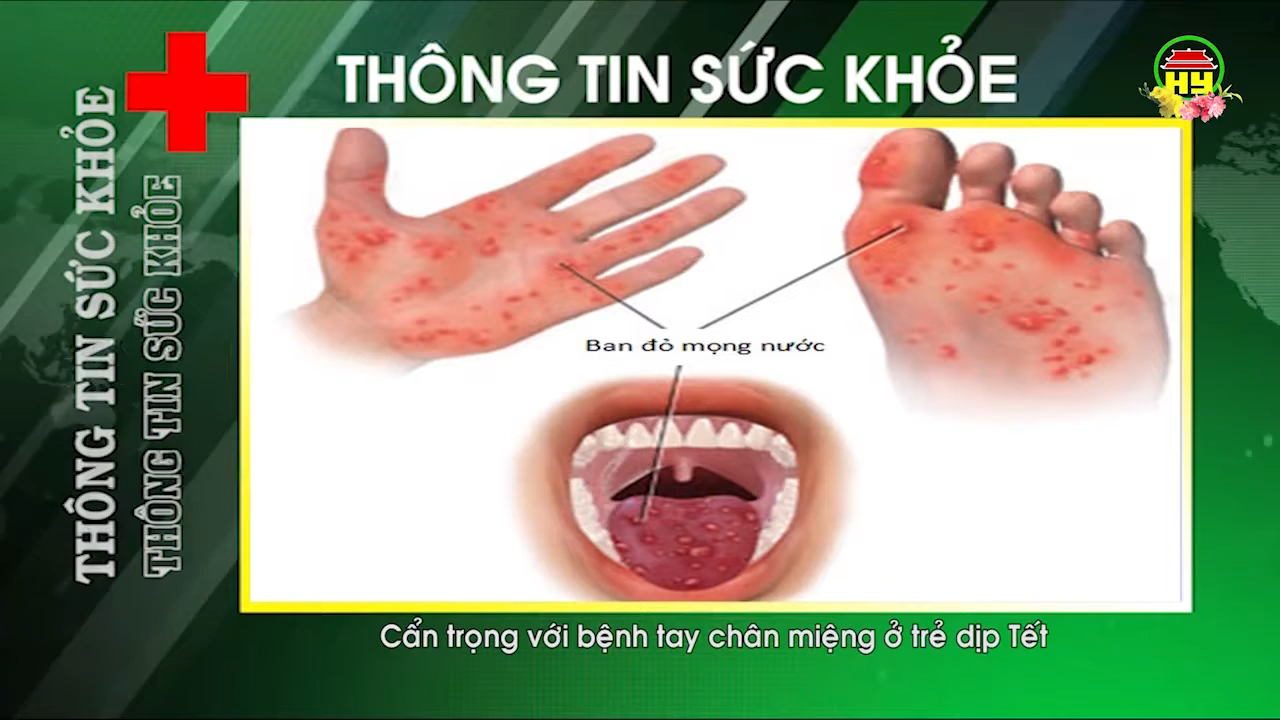 THÔNG TIN SỨC KHỎE
HY
THÔNG TIN SỨC KHỎE
THÔNG TIN SỨC KHỎE
Ban đỏ mọng nước
Cẩn trọng với bệnh tay chân miệng ở trẻ dịp Tết